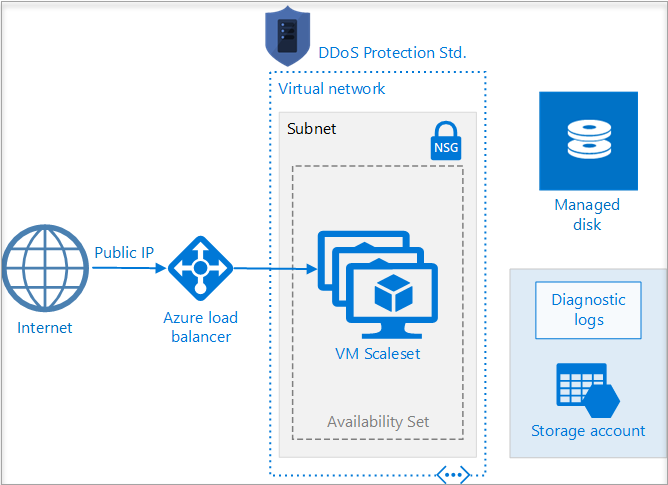 DDoS Protection Std.
Virtual network
Subnet
NSG
Managed
disk
Public IP
Internet
Azure load
balancer
VM Scaleset
Availability Set
Diagnostic
logs
Storage account